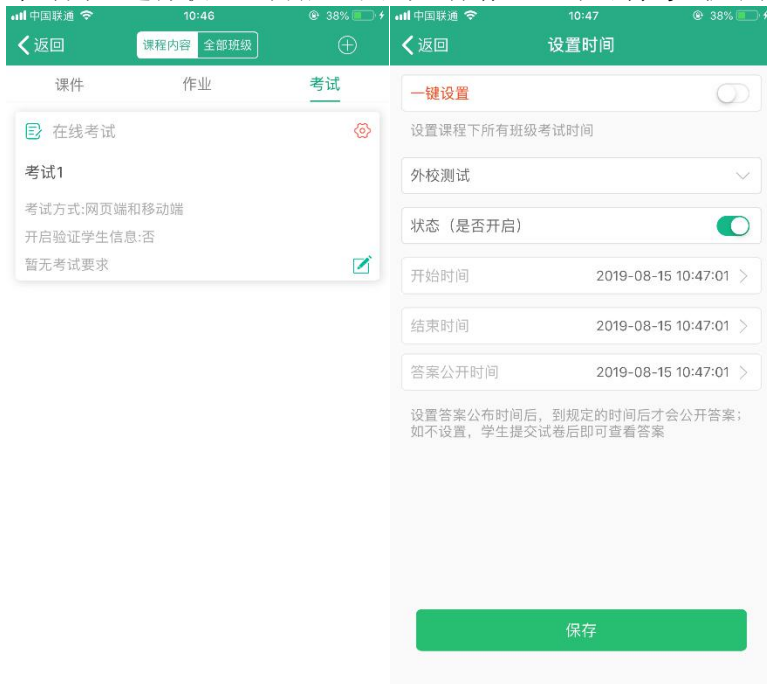 中国联通 10:46 38%
返回 课程内容 全部班级
课件 作业 考试
在线考试
考试1
考试方式:网页端和移动端
开启验证学生信息:否
暂无考试要求
中国联通 10:47 38%
返回 设置时间
一键设置
设置课程下所有班级考试时间
外校测试
状态（是否开启）
开始时间 2019-08-15 10:47:01
结束时间 2019-08-15 10:47:01
答案公开时间 2019-08-15 10:47:01
设置答案公布时间后，到规定的时间后才会公开答案；
如不设置，学生提交试卷后即可查看答案
保存